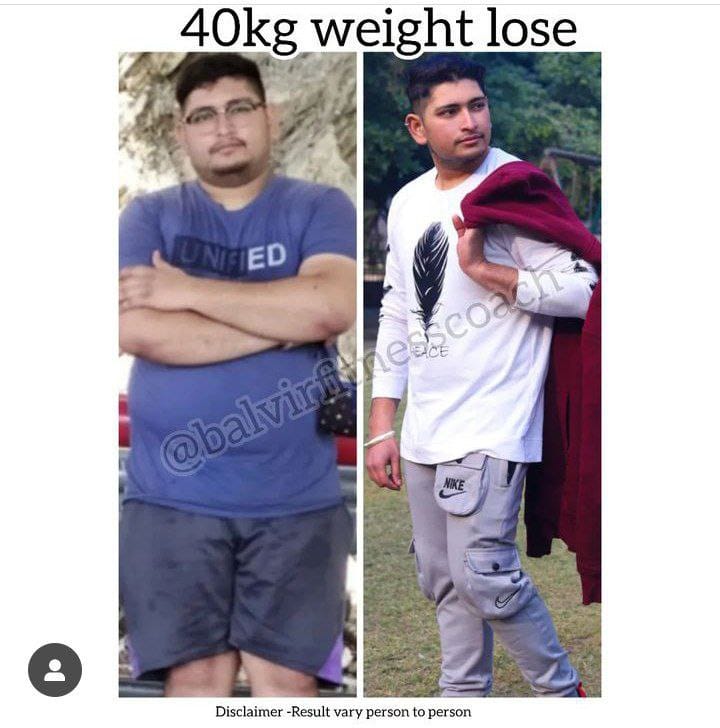 40kg weight lose
UNIFIED
PEACE
@balvirfitnesscoach
NIKE
Disclaimer -Result vary person to person